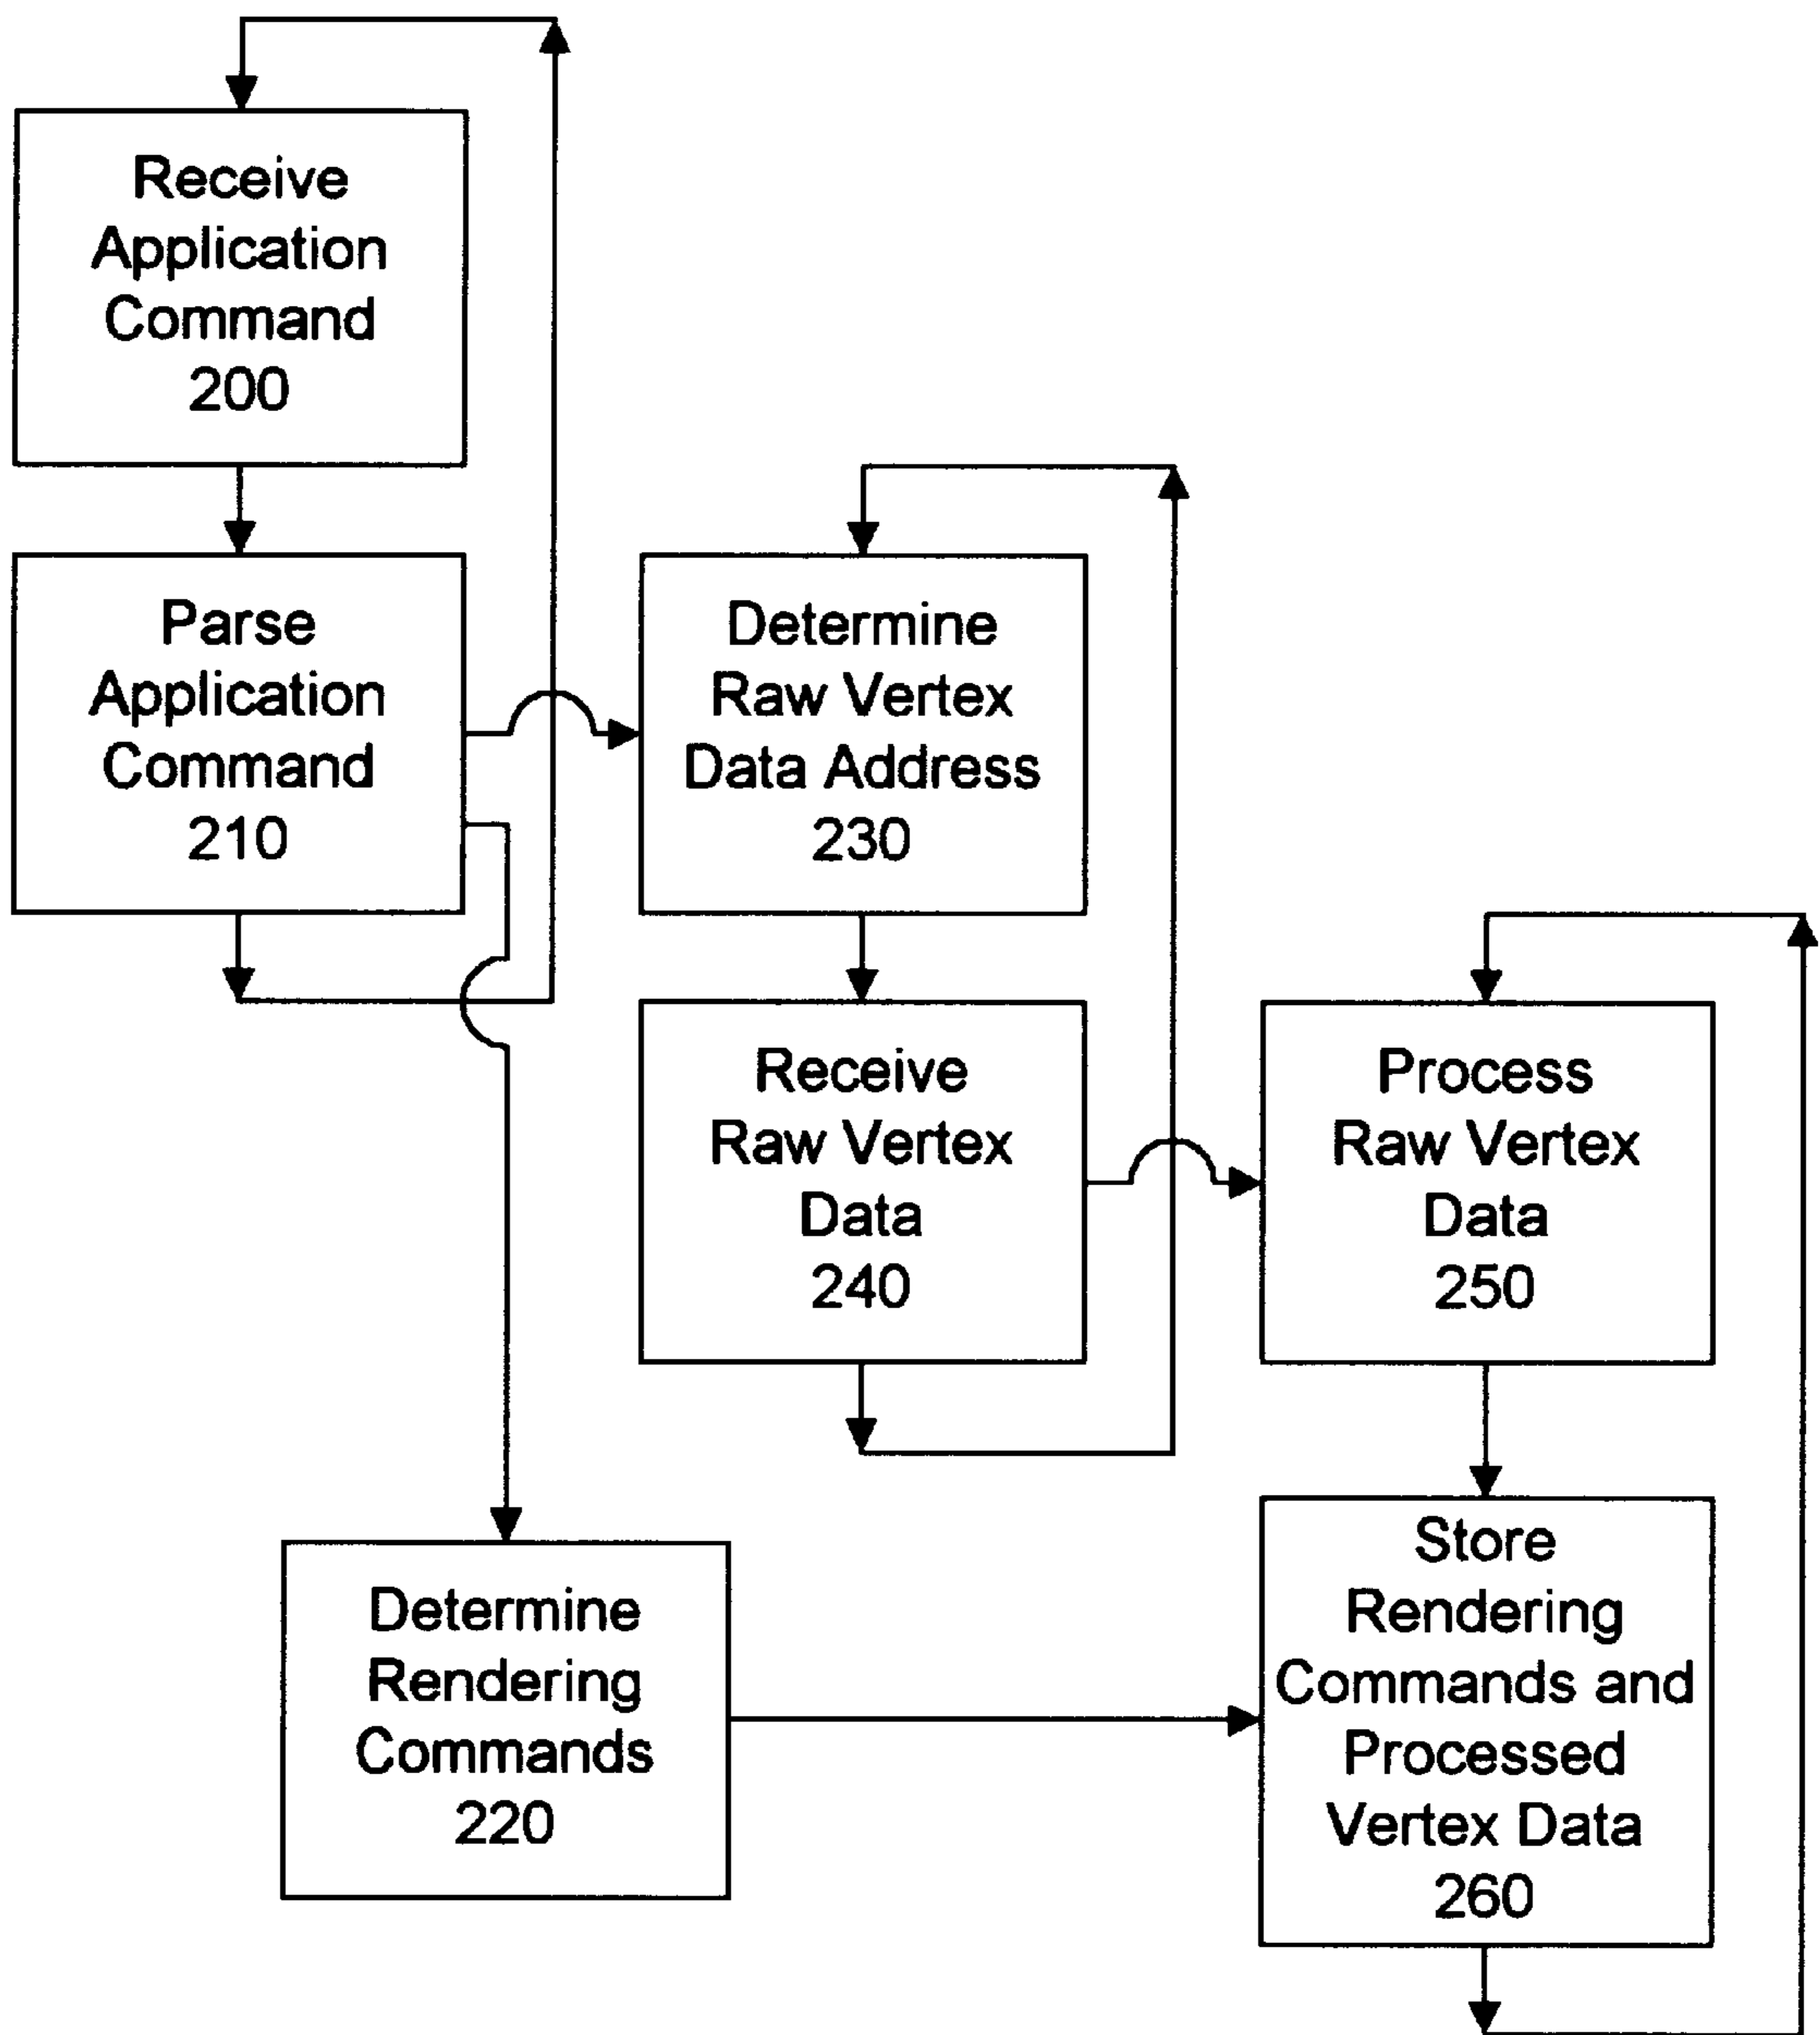 Receive
Application
Command
200
Parse
Application
Command
210
Determine
Raw Vertex
Data Address
230
Receive
Raw Vertex
Data
240
Process
Raw Vertex
Data
250
Determine
Rendering
Commands
220
Store
Rendering
Commands and
Processed
Vertex Data
260